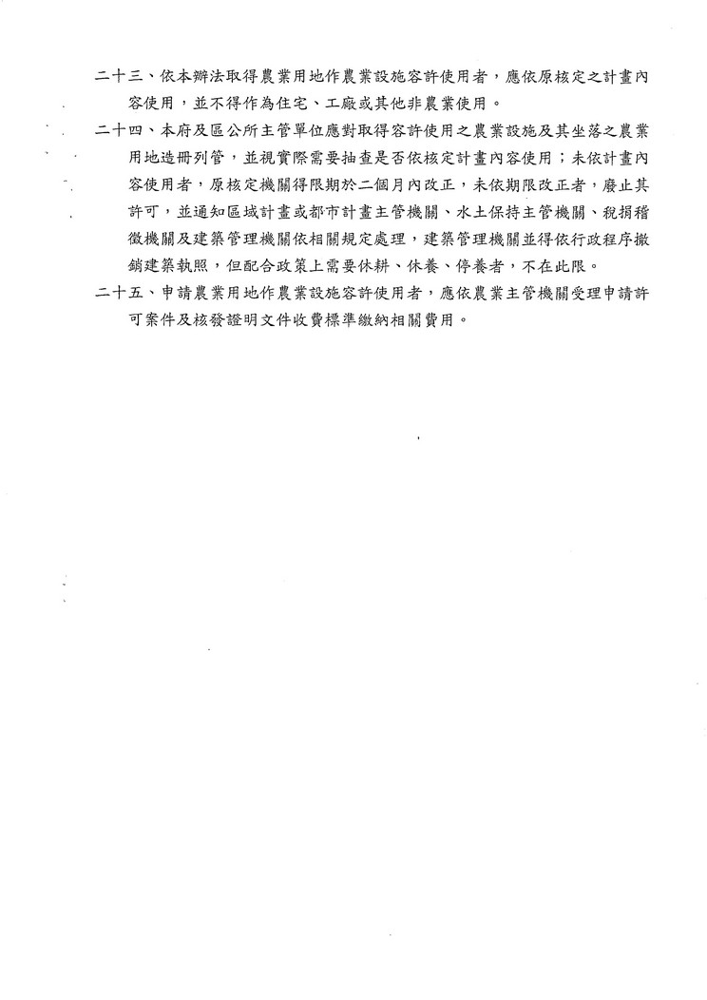 二十三、依本辦法取得農業用地作農業設施容許使用者，應依原核定之計畫內
容使用，並不得作為住宅、工廠或其他非農業使用。
二十四、本府及區公所主管單位應對取得容許使用之農業設施及其坐落之農業
用地造冊列管，並視實際需要抽查是否依核定計畫內容使用；未依計畫內
容使用者，原核定機關得限期於二個月內改正，未依期限改正者，廢止其
許可，並通知區域計畫或都市計畫主管機關、水土保持主管機關、稅捐稽
徵機關及建築管理機關依相關規定處理，建築管理機關並得依行政程序撤
銷建築執照，但配合政策上需要休耕、休養、停養者，不在此限。
二十五、申請農業用地作農業設施容許使用者，應依農業主管機關受理申請許
可案件及核發證明文件收費標準繳納相關費用。